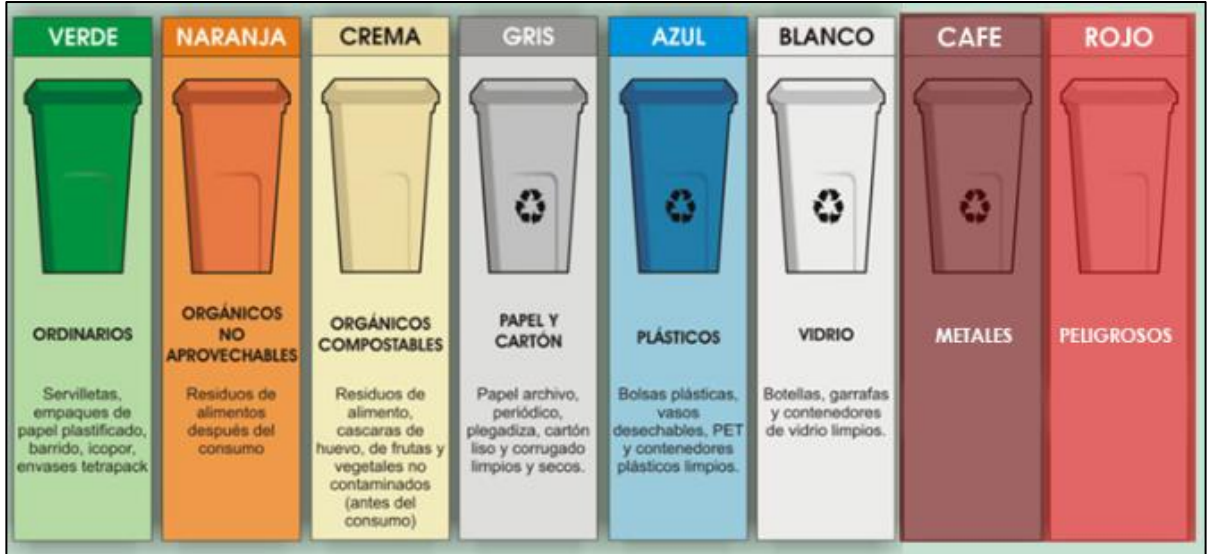 VERDE
ORDINARIOS
Servilletas,
empaques de
papel plastificado,
barrido, icopor,
envases tetrapack
NARANJA
ORGÁNICOS
NO
APROVECHABLES
Residuos de
alimentos
después del
consumo
CREMA
ORGÁNICOS
COMPOSTABLES
Residuos de
alimento,
cascaras de
huevo, de frutas y
vegetales no
contaminados
(antes del
consumo)
GRIS
PAPEL Y
CARTÓN
Papel archivo,
periódico,
plegadiza, cartón
liso y corrugado
limpios y secos.
AZUL
PLÁSTICOS
Bolsas plásticas,
vasos
desechables, PET
y contenedores
plásticos limpios.
BLANCO
VIDRIO
Botellas, garrafas
y contenedores
de vidrio limpios.
CAFE
METALES
ROJO
PELIGROSOS